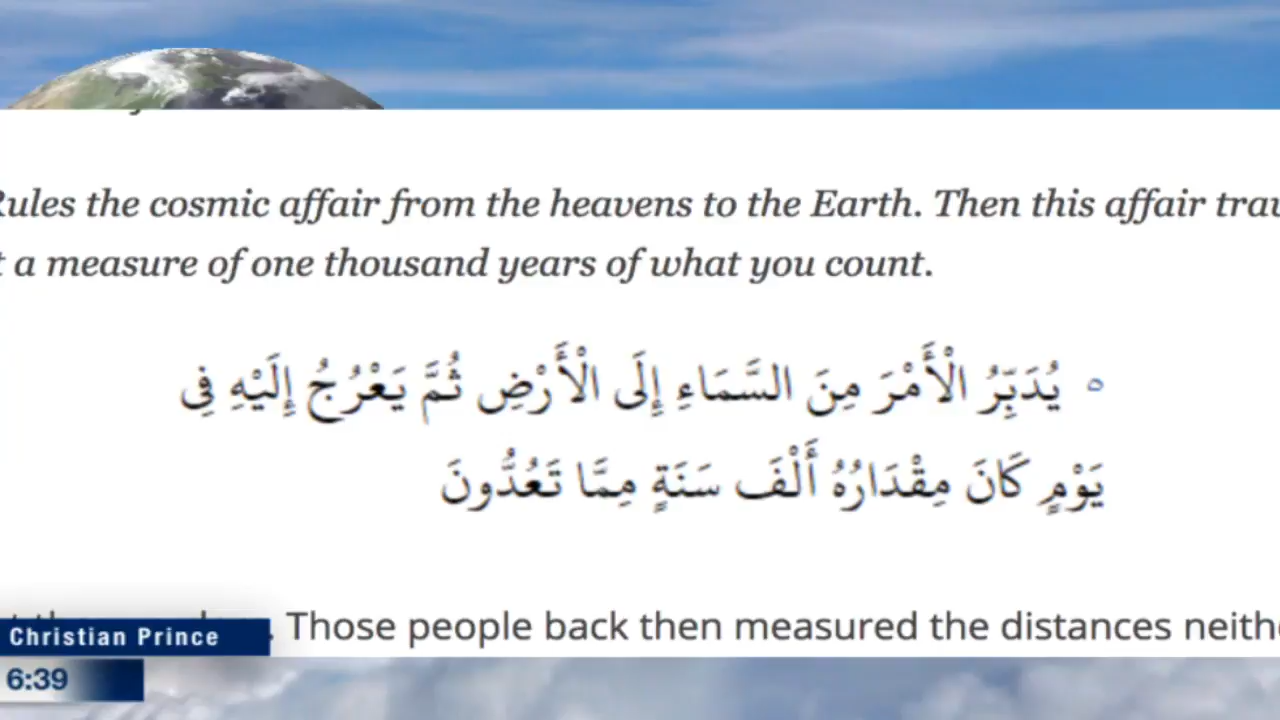 Rules the cosmic affair from the heavens to the Earth. Then this affair
a measure of one thousand years of what you count.
٥ يُدَبِّرُ الْأَمْرَ مِنَ السَّمَاءِ إِلَى الْأَرْضِ ثُمَّ يَعْرُجُ إِلَيْهِ فِى
يَوْمٍ كَانَ مِقْدَارُهُ أَلْفَ سَنَةٍ مِمَّا تَعُدُّونَ
. Those people back then measured the distances
Christian Prince
6:39